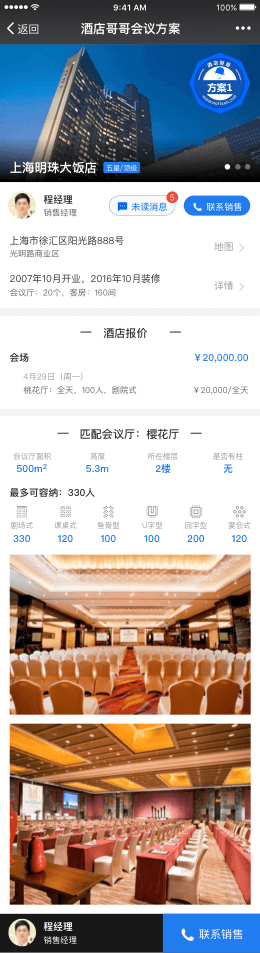 9:41 AM 100%
返回 酒店哥哥会议方案
酒店哥哥
方案1
上海明珠大饭店 五星/顶级
程经理
销售经理
未读消息 5
联系销售
上海市徐汇区阳光路888号
光明路商业区
地图
2007年10月开业，2016年10月装修
会议厅：20个，客房：160间
详情
酒店报价
会场 ¥20,000.00
4月29日（周一）
桃花厅：全天，100人，剧院式 ¥20,000/全天
匹配会议厅：樱花厅
会议厅面积 高度 所在楼层 是否有柱
500m² 5.3m 2楼 无
最多可容纳：330人
剧场式 课桌式 鱼骨型 U字型 回字型 宴会式
330 120 100 100 200 120
程经理
销售经理
联系销售